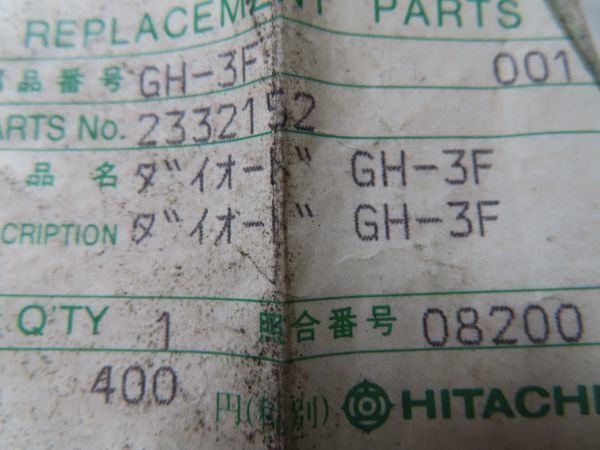 REPLACEMENT PARTS
品番号 GH-3F 001
PARTS No. 2332152
品名 ダイオード GH-3F
CRIPTION ダイオード GH-3F
Q'TY 1 照合番号 08200
400 円(税別) HITACHI